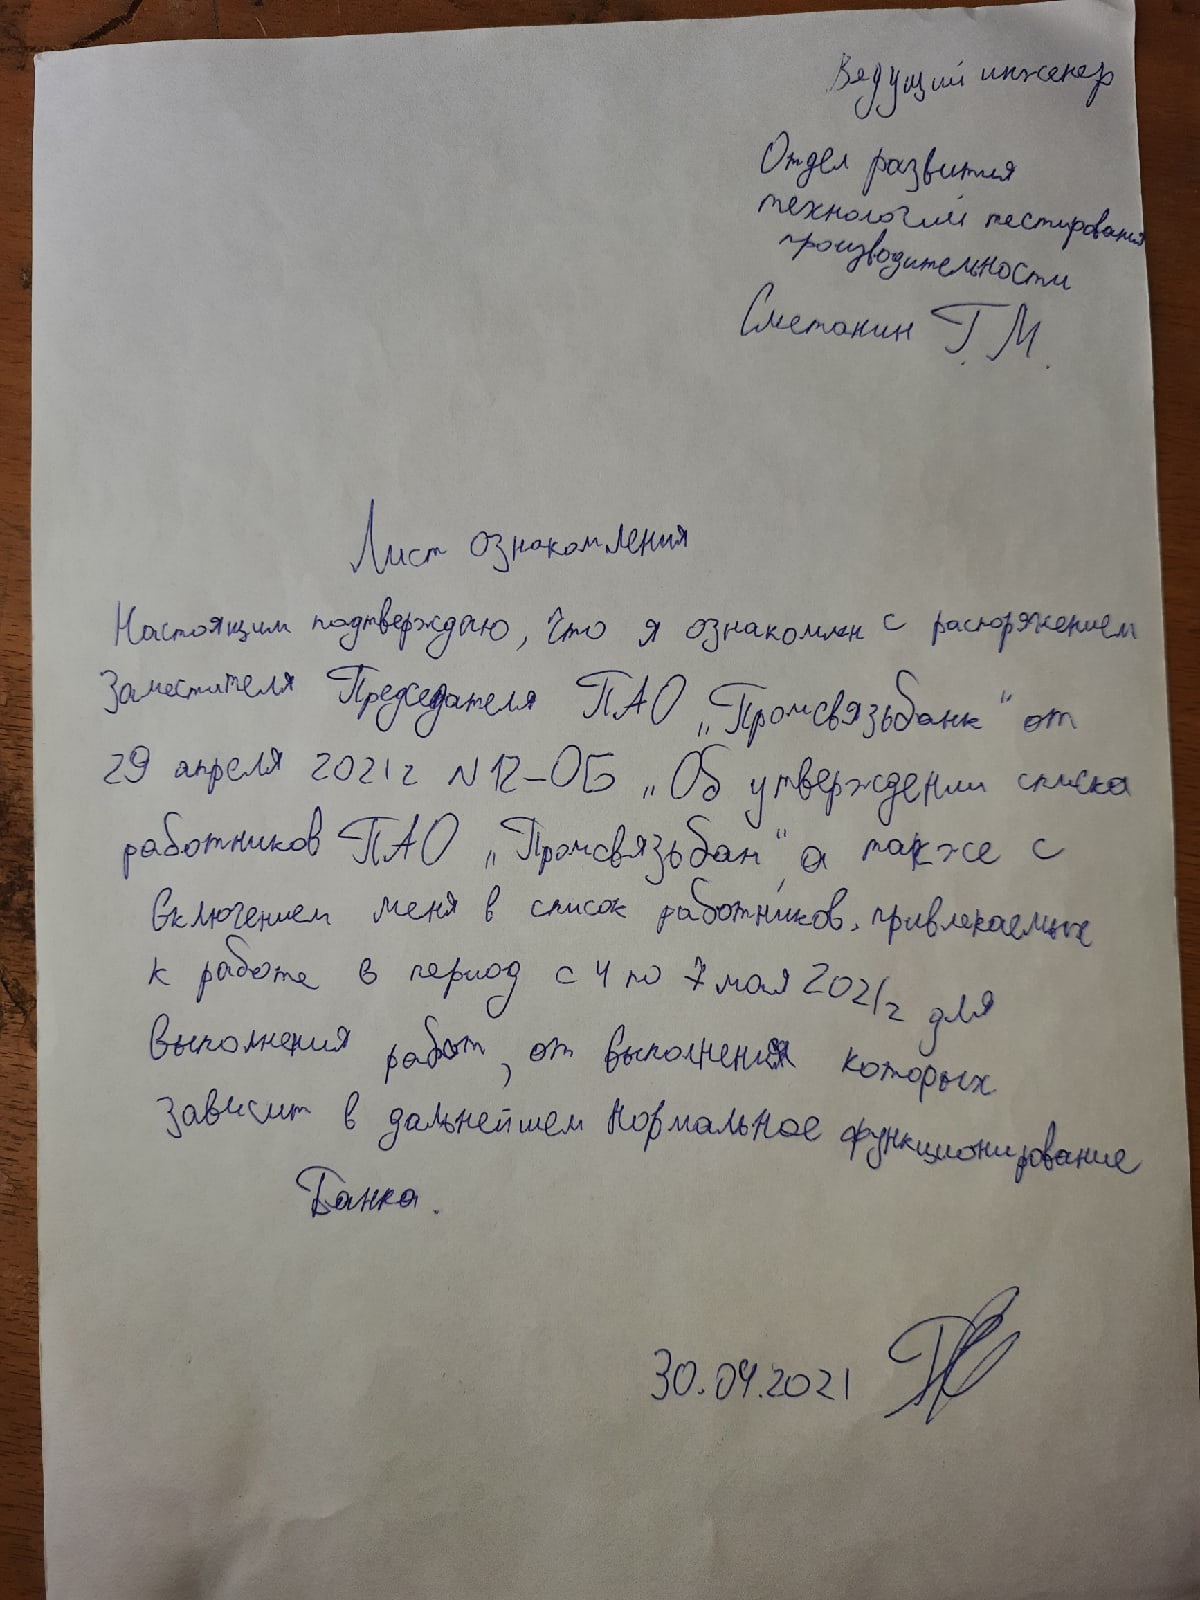 Ведущий инженер
Отдел развития
технологий тестирования
производительности
Сметанин Г.М.
Лист ознакомления
Настоящим подтверждаю, что я ознакомлен с распоряжением
Заместителя Председателя ПАО „Промсвязьбанк“ от
29 апреля 2021г №12-ОБ „Об утверждении списка
работников ПАО „Промсвязьбан“, а также с
включением меня в список работников, привлекаемых
к работе в период с 4 по 7 мая 2021г для
выполнения работ, от выполнения которых
зависит в дальнейшем нормальное функционирование
Банка.
30.04.2021